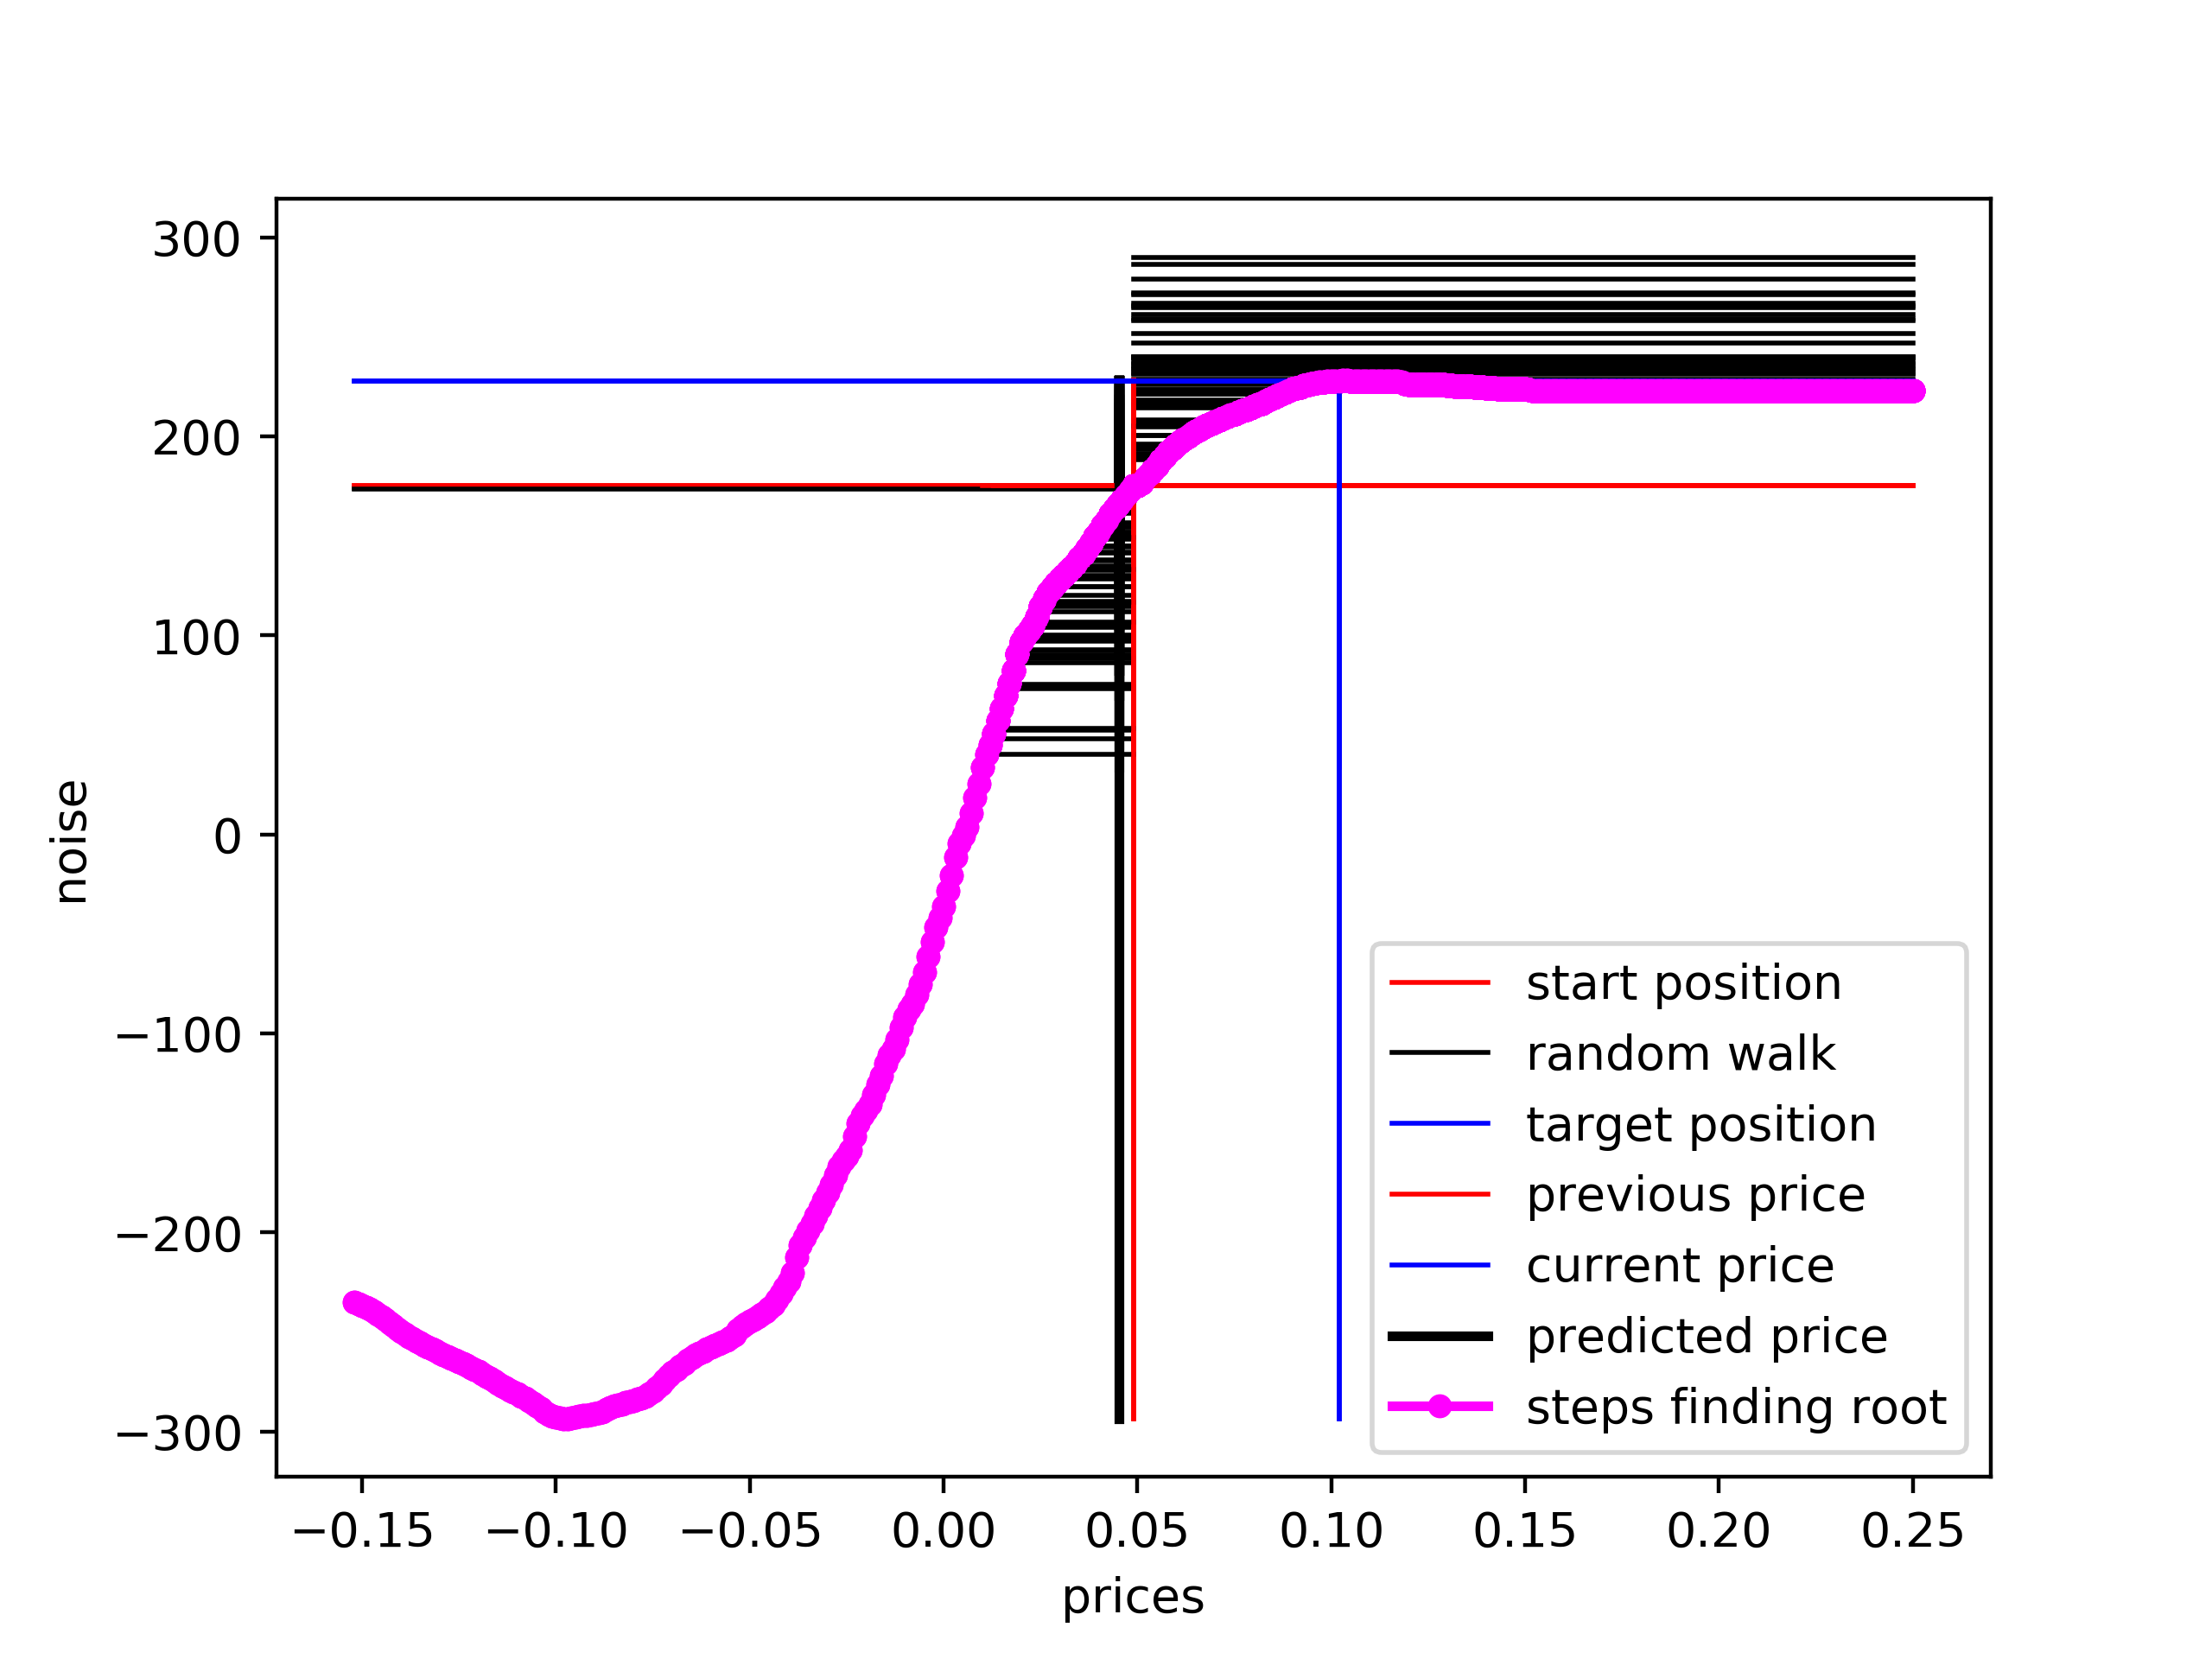 300
200
100
0
−100
−200
−300
noise
−0.15 −0.10 −0.05 0.00 0.05 0.10 0.15 0.20 0.25
prices
start position
random walk
target position
previous price
current price
predicted price
steps finding root